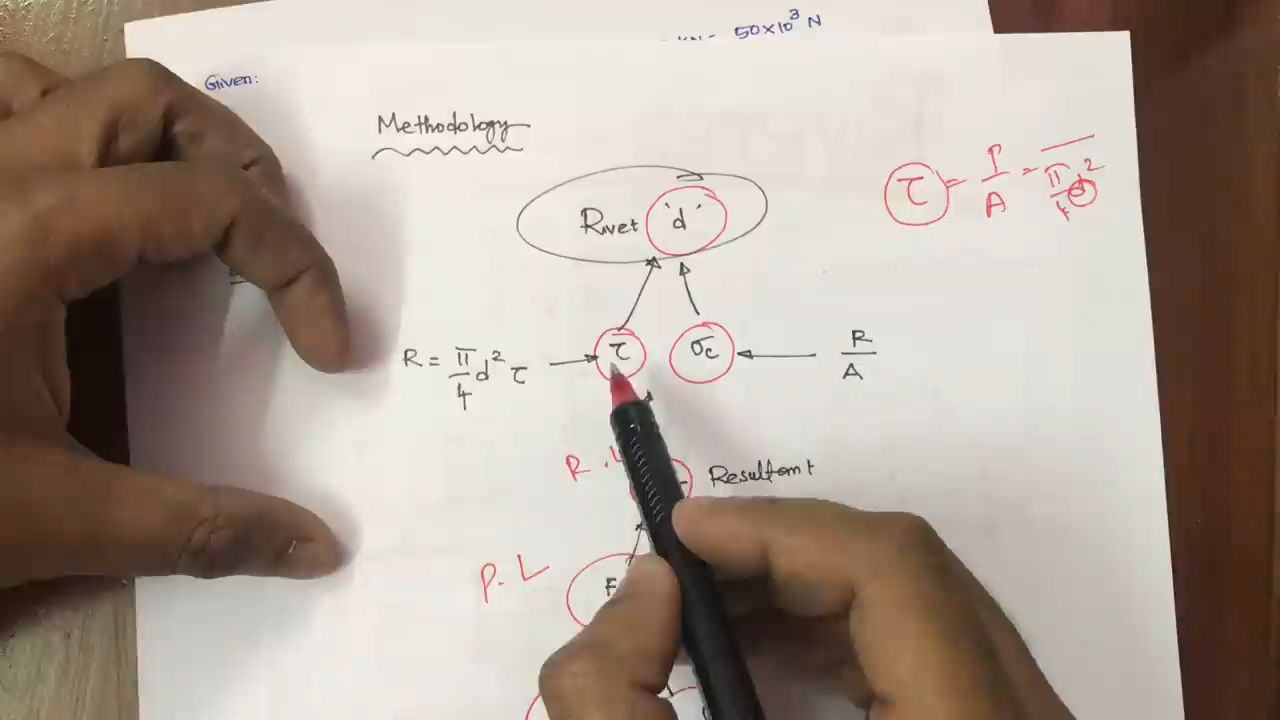 50×10³ N
Given:
Methodology
τ = P/A = π/4 d²
Rivet 'd'
R = π/4 d² τ
τ
σc
R/A
R.
Resultant
P.L
F